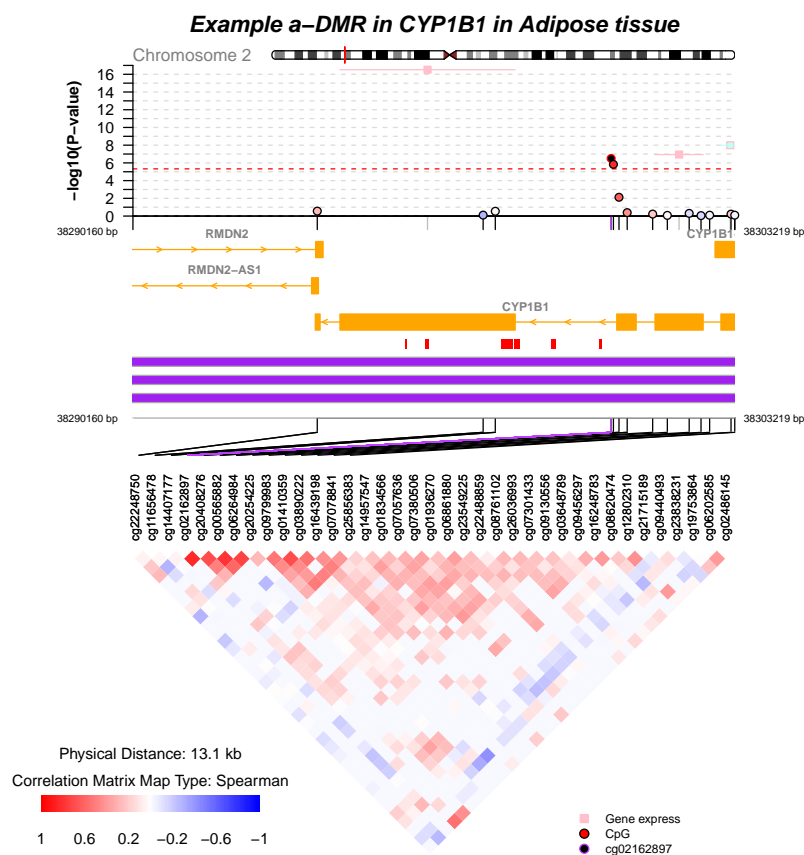 Example a−DMR in CYP1B1 in Adipose tissue
Chromosome 2
−log10(P−value)
16
14
12
10
8
6
4
2
0
38290160 bp
38303219 bp
RMDN2
CYP1B1
RMDN2−AS1
CYP1B1
38290160 bp
38303219 bp
cg22248750
cg11656478
cg14407177
cg02162897
cg20408276
cg00565882
cg06264984
cg20254225
cg09799983
cg01410359
cg03890222
cg16439198
cg07078841
cg25856383
cg14957547
cg01834566
cg07057636
cg07380506
cg01936270
cg06861880
cg23549225
cg22488859
cg08761102
cg26036993
cg07301433
cg09130556
cg03648789
cg09456297
cg16248783
cg08620474
cg12802310
cg21715189
cg09440493
cg23838231
cg19753864
cg06202585
cg02486145
Physical Distance: 13.1 kb
Correlation Matrix Map Type: Spearman
1 0.6 0.2 −0.2 −0.6 −1
Gene express
CpG
cg02162897